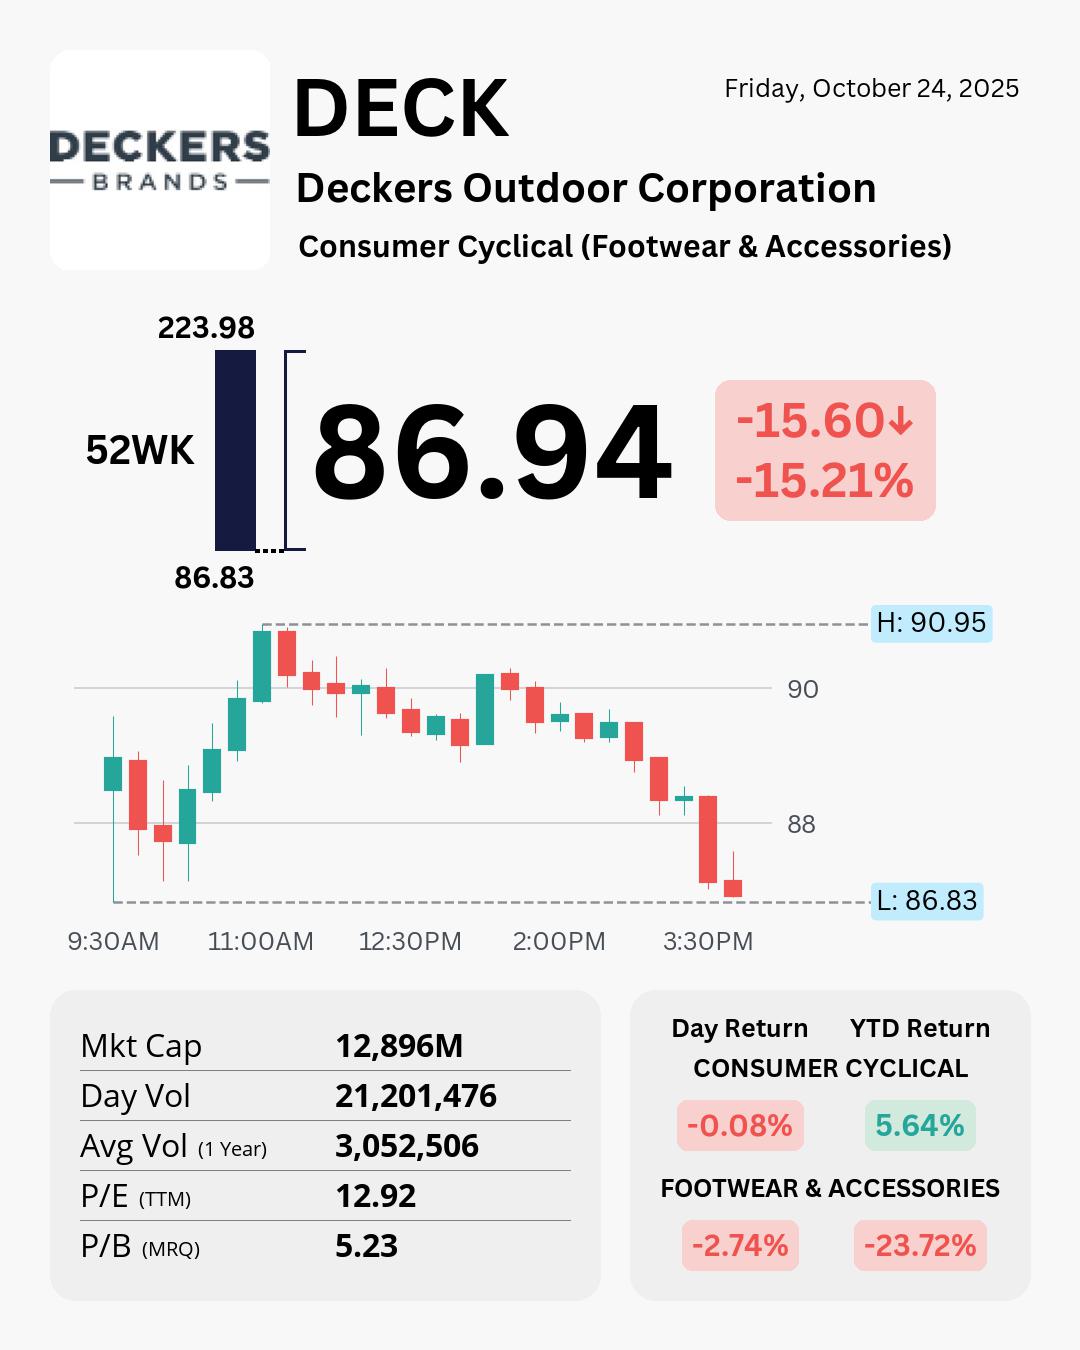 DECKERS
BRANDS
DECK
Friday, October 24, 2025
Deckers Outdoor Corporation
Consumer Cyclical (Footwear & Accessories)
223.98
52WK
86.83
86.94
-15.60↓
-15.21%
H: 90.95
90
88
L: 86.83
9:30AM 11:00AM 12:30PM 2:00PM 3:30PM
Mkt Cap 12,896M
Day Vol 21,201,476
Avg Vol (1 Year) 3,052,506
P/E (TTM) 12.92
P/B (MRQ) 5.23
Day Return YTD Return
CONSUMER CYCLICAL
-0.08% 5.64%
FOOTWEAR & ACCESSORIES
-2.74% -23.72%